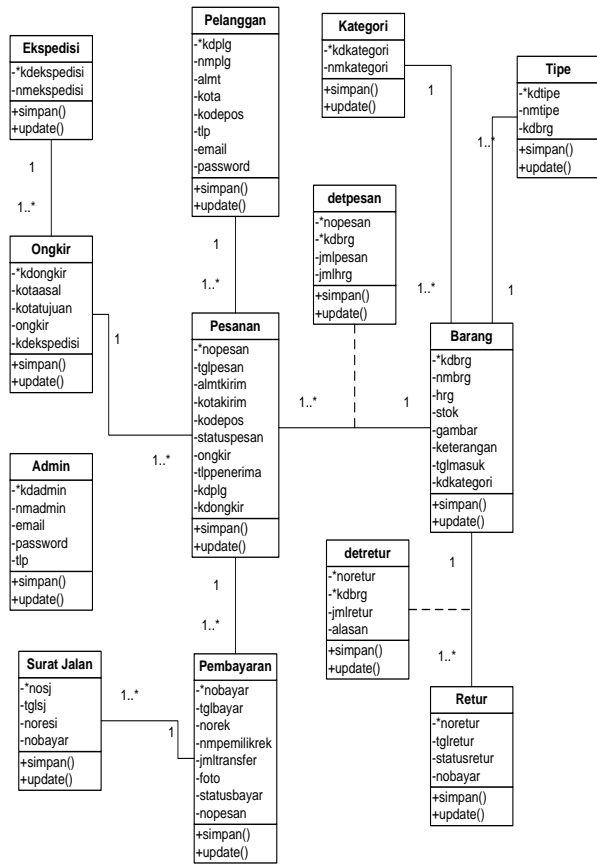 Ekspedisi
-*kdekspedisi
-nmekspedisi
+simpan()
+update()
1
1..*
Ongkir
-*kdongkir
-kotaasal
-kotatujuan
-ongkir
-kdekspedisi
+simpan()
+update()
1
1..*
Admin
-*kdadmin
-nmadmin
-email
-password
-tlp
+simpan()
+update()
Surat Jalan
-*nosj
-tglsj
-noresi
-nobayar
+simpan()
+update()
1..*
1
Pelanggan
-*kdplg
-nmplg
-almt
-kota
-kodepos
-tlp
-email
-password
+simpan()
+update()
1
1..*
Pesanan
-*nopesan
-tglpesan
-almtkirim
-kotakirim
-kodepos
-statuspesan
-ongkir
-tlppenerima
-kdplg
-kdongkir
+simpan()
+update()
1
1..*
Pembayaran
-*nobayar
-tglbayar
-norek
-nmpemilikrek
-jmltransfer
-foto
-statusbayar
-nopesan
+simpan()
+update()
Kategori
-*kdkategori
-nmkategori
+simpan()
+update()
1
1..*
detpesan
-*nopesan
-*kdbrg
-jmlpesan
-jmlhrg
+simpan()
+update()
1..*
1
Tipe
-*kdtipe
-nmtipe
-kdbrg
+simpan()
+update()
1..*
1
Barang
-*kdbrg
-nmbrg
-hrg
-stok
-gambar
-keterangan
-tglmasuk
-kdkategori
+simpan()
+update()
1
1..*
detretur
-*noretur
-*kdbrg
-jmlretur
-alasan
+simpan()
+update()
Retur
-*noretur
-tglretur
-statusretur
-nobayar
+simpan()
+update()